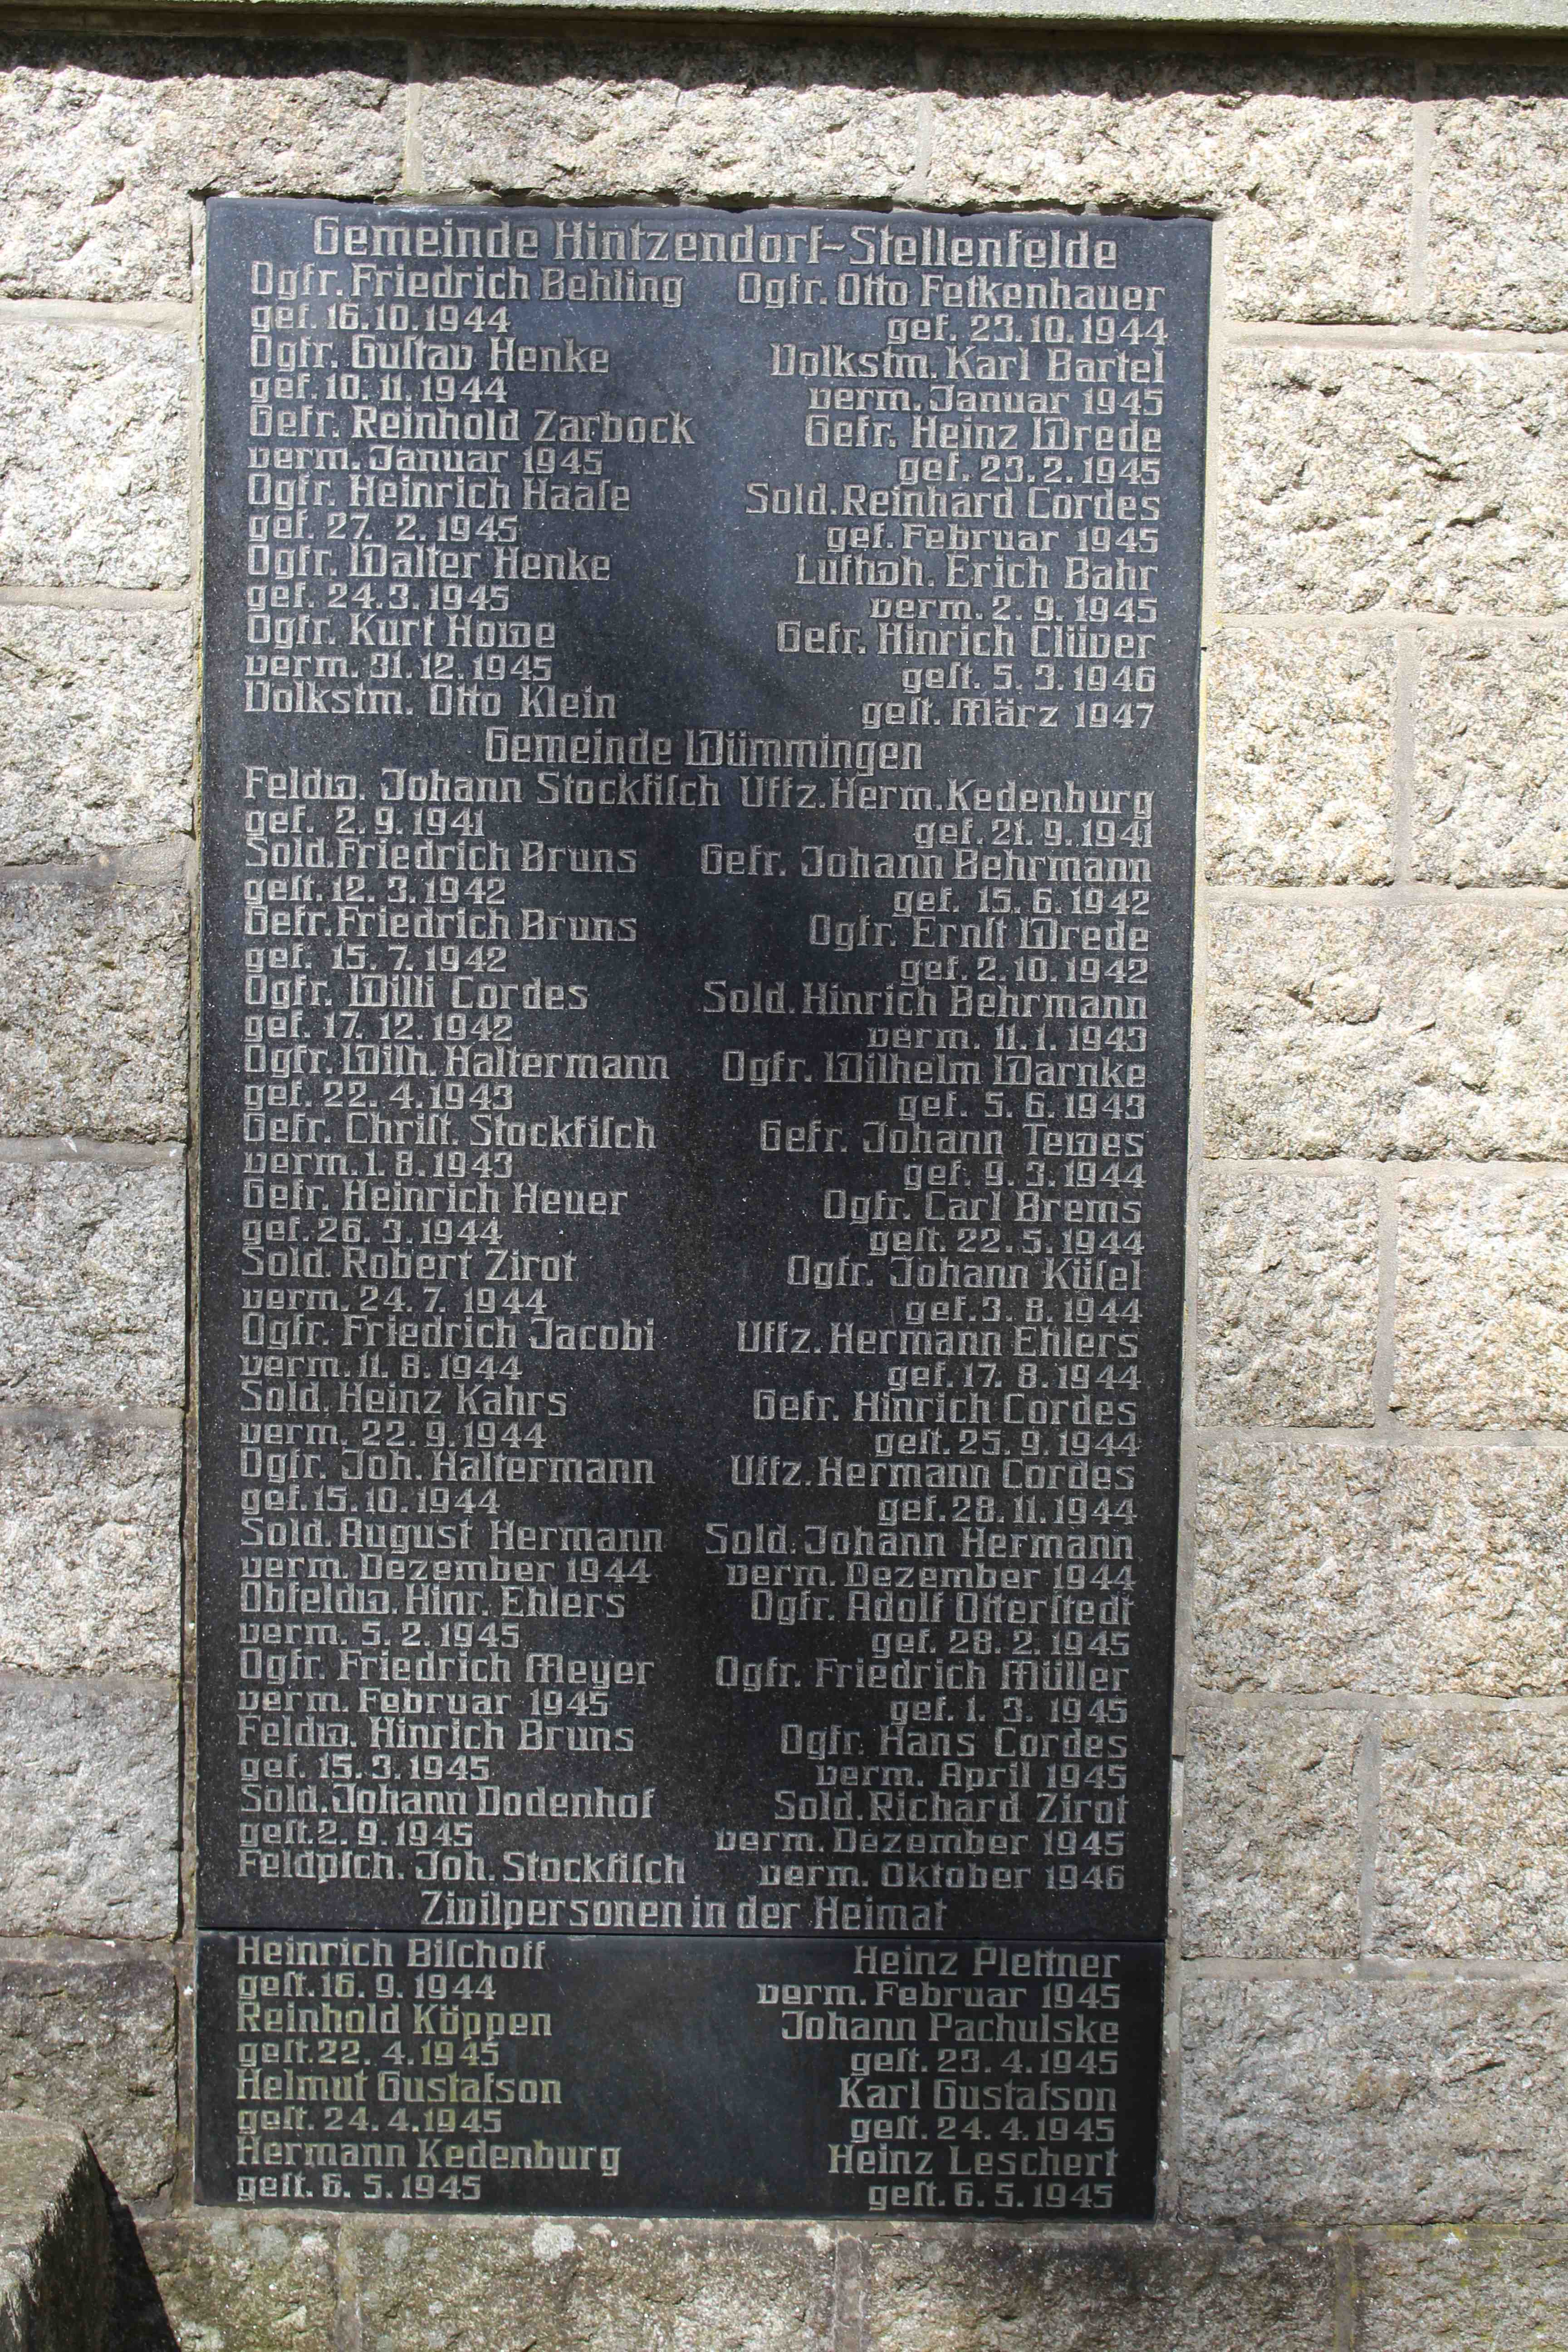 Gemeinde Hintzendorf-Stellenfelde
Ogfr. Friedrich Behling Ogfr. Otto Fetkenhauer
gef. 16.10.1944 gef. 23.10.1944
Ogfr. Guſtav Henke Volkstm. Karl Bartel
gef. 10.11.1944 verm. Januar 1945
Gefr. Reinhold Zarbock Gefr. Heinz Wrede
verm. Januar 1945 gef. 23.2.1945
Ogfr. Heinrich Haaſe Sold. Reinhard Cordes
gef. 27. 2. 1945 gef. Februar 1945
Ogfr. Walter Henke Luftwh. Erich Bahr
gef. 24.3.1945 verm. 2. 9. 1945
Ogfr. Kurt Howe Gefr. Hinrich Clüver
verm. 31.12.1945 geſt. 5. 3. 1946
Volkstm. Otto Klein geſt. März 1947
Gemeinde Wümmingen
Feldw. Johann Stockfiſch Uffz. Herm. Kedenburg
gef. 2. 9. 1941 gef. 21. 9. 1941
Sold. Friedrich Bruns Gefr. Johann Behrmann
geſt. 12. 3. 1942 gef. 15. 6. 1942
Gefr. Friedrich Bruns Ogfr. Ernſt Wrede
gef. 15. 7. 1942 gef. 2. 10. 1942
Ogfr. Willi Cordes Sold. Hinrich Behrmann
gef. 17. 12. 1942 verm. 11. 1. 1943
Ogfr. Wilh. Haltermann Ogfr. Wilhelm Warnke
gef. 22. 4. 1943 gef. 5. 6. 1943
Gefr. Chriſt. Stockfiſch Gefr. Johann Tewes
verm. 1. 8. 1943 gef. 9. 3. 1944
Gefr. Heinrich Heuer Ogfr. Carl Brems
gef. 26. 3. 1944 geſt. 22. 5. 1944
Sold. Robert Zirot Ogfr. Johann Küſel
verm. 24. 7. 1944 gef. 3. 8. 1944
Ogfr. Friedrich Jacobi Uffz. Hermann Ehlers
verm. 11. 8. 1944 gef. 17. 8. 1944
Sold. Heinz Kahrs Gefr. Hinrich Cordes
verm. 22. 9. 1944 geſt. 25. 9. 1944
Ogfr. Joh. Haltermann Uffz. Hermann Cordes
gef. 15. 10. 1944 gef. 28. 11. 1944
Sold. August Hermann Sold. Johann Hermann
verm. Dezember 1944 verm. Dezember 1944
Obfeldw. Hinr. Ehlers Ogfr. Adolf Otterſtedt
verm. 5. 2. 1945 gef. 28. 2. 1945
Ogfr. Friedrich Meyer Ogfr. Friedrich Müller
verm. Februar 1945 gef. 1. 3. 1945
Feldw. Hinrich Bruns Ogfr. Hans Cordes
gef. 15. 3. 1945 verm. April 1945
Sold. Johann Dodenhof Sold. Richard Zirot
geſt. 2. 9. 1945 verm. Dezember 1945
Feldpſch. Joh. Stockfiſch verm. Oktober 1946
Zivilpersonen in der Heimat
Heinrich Biſchoff Heinz Plettner
geſt. 16. 9. 1944 verm. Februar 1945
Reinhold Köppen Johann Pachulske
geſt. 22. 4. 1945 geſt. 23. 4. 1945
Helmut Gustafson Karl Gustafson
geſt. 24. 4. 1945 geſt. 24. 4. 1945
Hermann Kedenburg Heinz Leschert
geſt. 6. 5. 1945 geſt. 6. 5. 1945